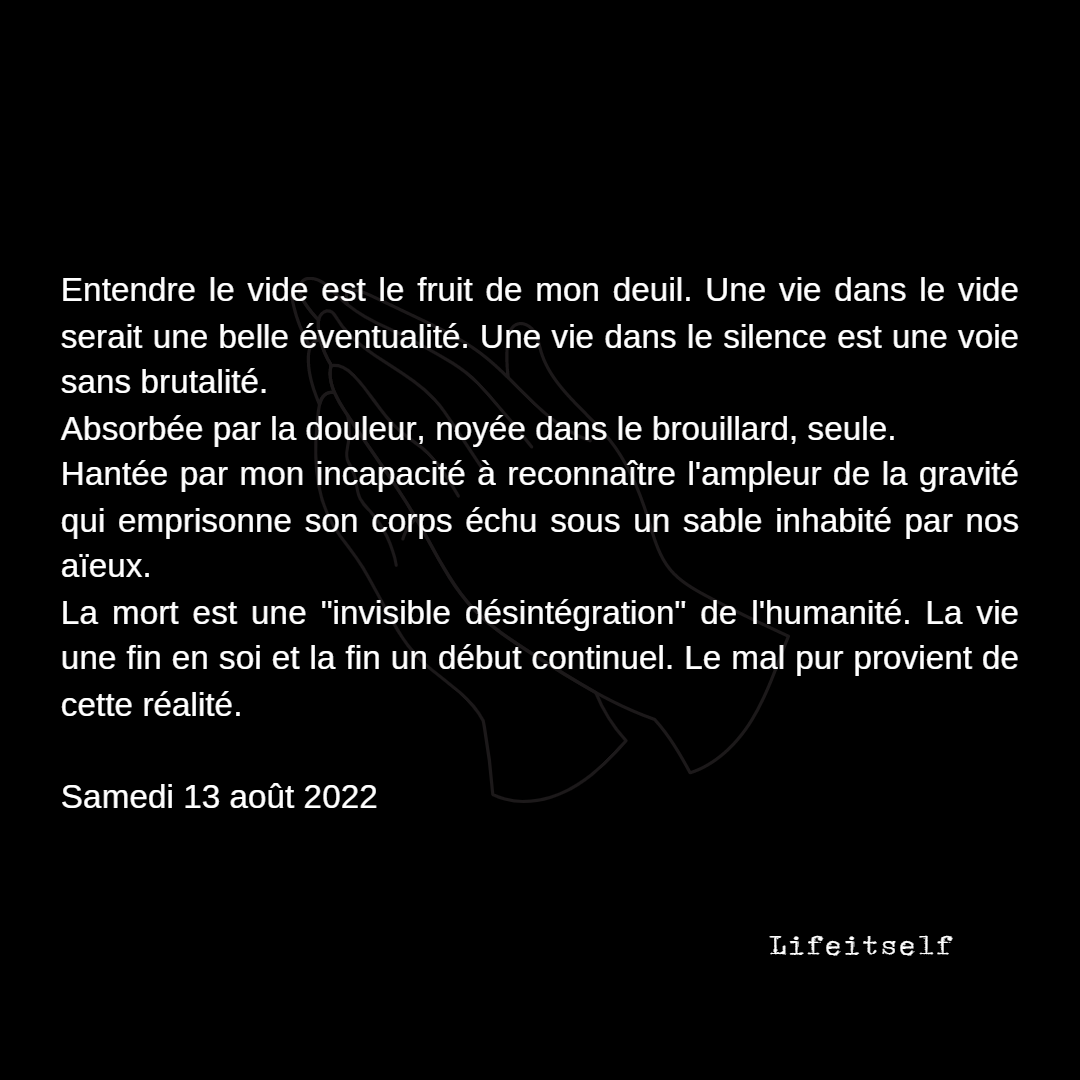 Entendre le vide est le fruit de mon deuil. Une vie dans le vide
serait une belle éventualité. Une vie dans le silence est une voie
sans brutalité.
Absorbée par la douleur, noyée dans le brouillard, seule.
Hantée par mon incapacité à reconnaître l'ampleur de la gravité
qui emprisonne son corps échu sous un sable inhabité par nos
aïeux.
La mort est une "invisible désintégration" de l'humanité. La vie
une fin en soi et la fin un début continuel. Le mal pur provient de
cette réalité.
Samedi 13 août 2022
Lifeitself